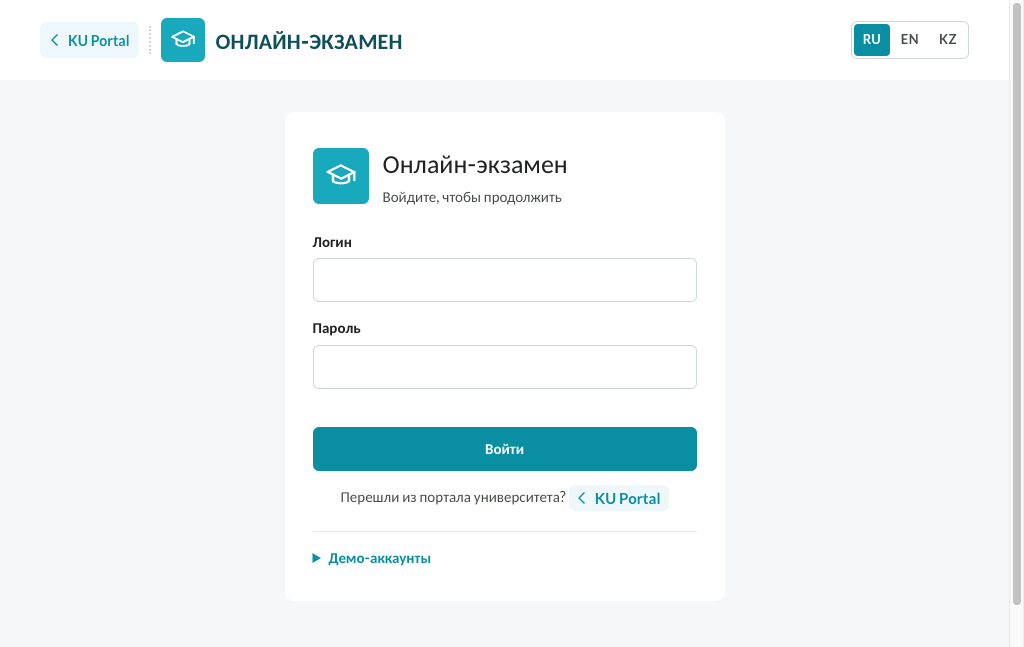 KU Portal
ОНЛАЙН-ЭКЗАМЕН
RU EN KZ
Онлайн-экзамен
Войдите, чтобы продолжить
Логин
Пароль
Войти
Перешли из портала университета? KU Portal
Демо-аккаунты